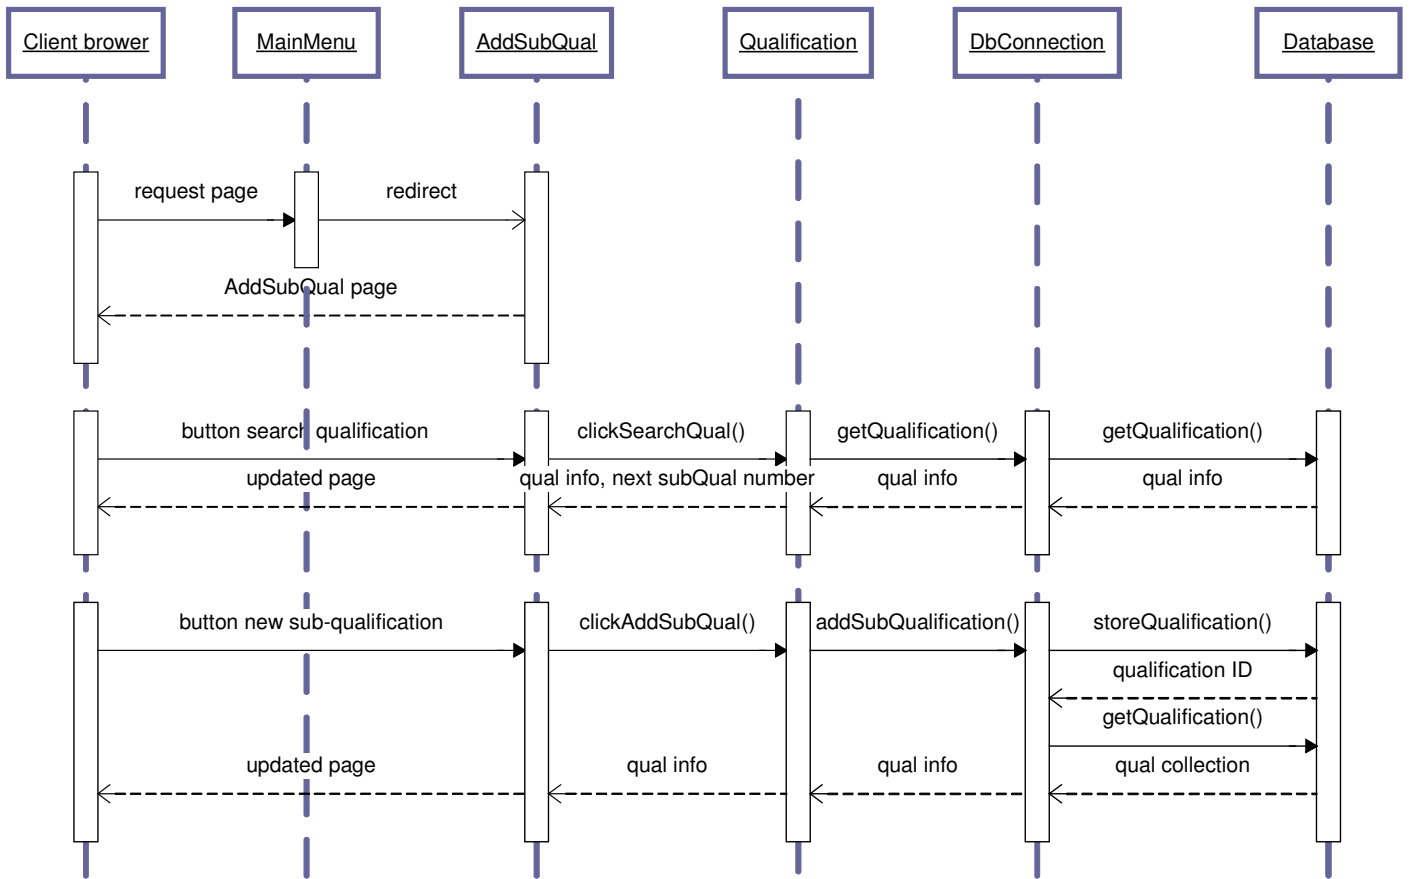 Client brower
MainMenu
AddSubQual
Qualification
DbConnection
Database
request page
redirect
AddSubQual page
button search qualification
clickSearchQual()
getQualification()
getQualification()
updated page
qual info, next subQual number
qual info
qual info
button new sub-qualification
clickAddSubQual()
addSubQualification()
storeQualification()
qualification ID
getQualification()
updated page
qual info
qual info
qual collection